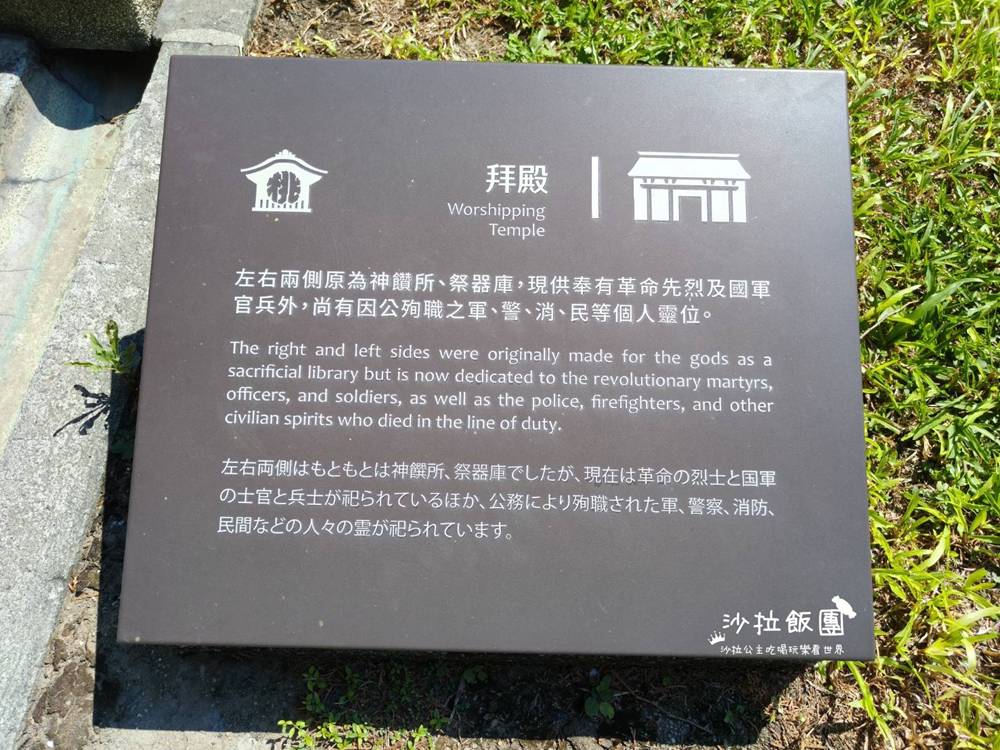 桃
拜殿
Worshipping
Temple
左右兩側原為神饌所、祭器庫，現供奉有革命先烈及國軍
官兵外，尚有因公殉職之軍、警、消、民等個人靈位。
The right and left sides were originally made for the gods as a
sacrificial library but is now dedicated to the revolutionary martyrs,
officers, and soldiers, as well as the police, firefighters, and other
civilian spirits who died in the line of duty.
左右両側はもともとは神饌所、祭器庫でしたが、現在は革命の烈士と国軍
の士官と兵士が祀られているほか、公務により殉職された軍、警察、消防、
民間などの人々の霊が祀られています。
沙拉飯團
沙拉公主吃喝玩樂看世界